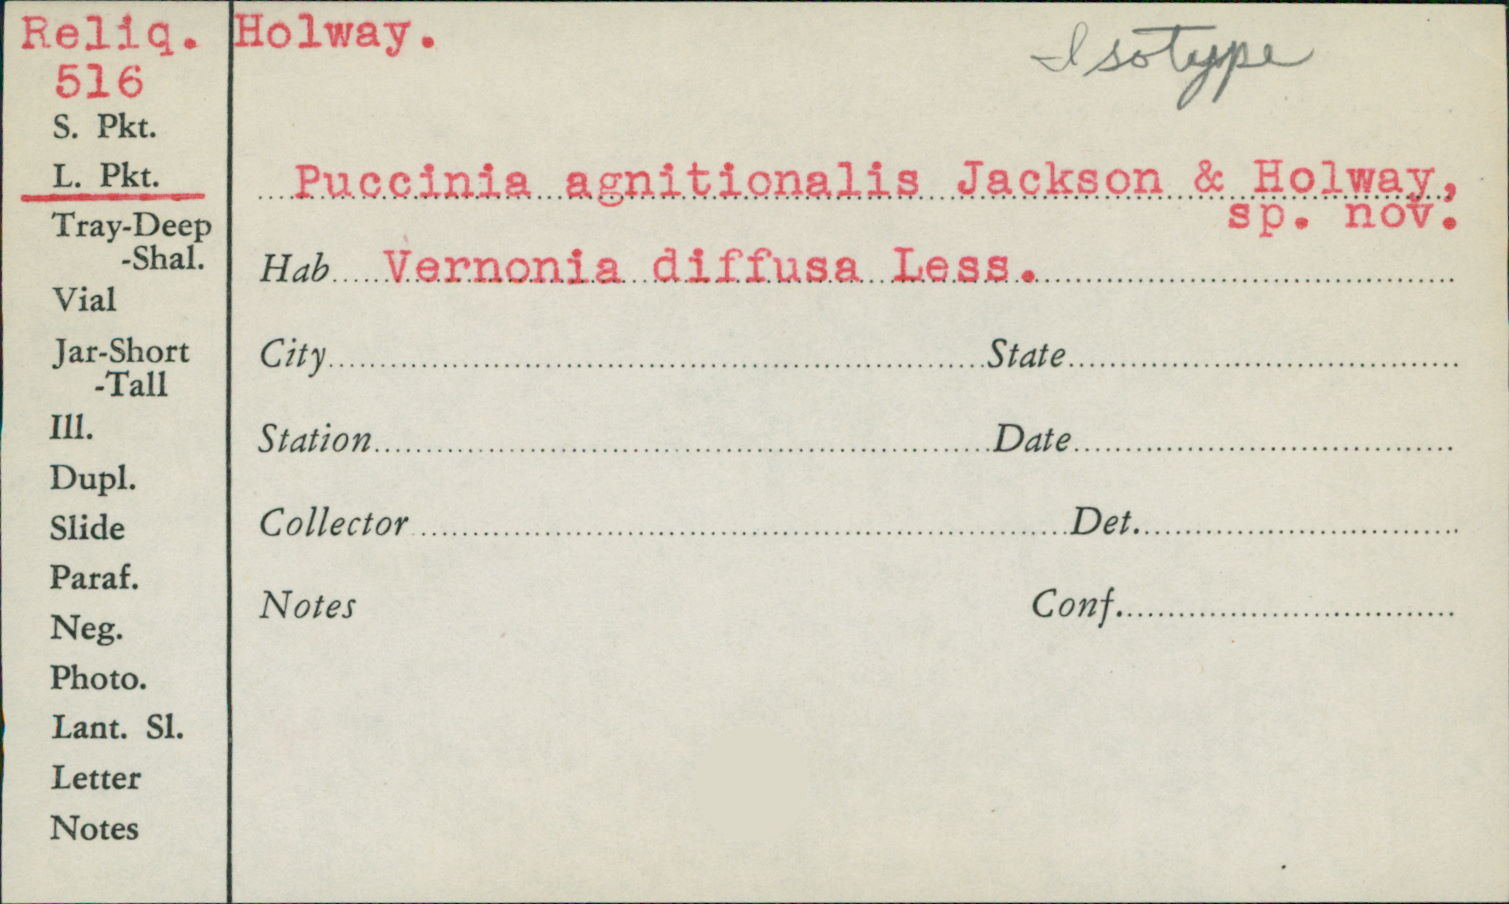 Reliq. Holway.
516
Isotype
S. Pkt.
L. Pkt.
Tray-Deep
-Shal.
Vial
Jar-Short
-Tall
Ill.
Dupl.
Slide
Paraf.
Neg.
Photo.
Lant. Sl.
Letter
Notes
Puccinia agnitionalis Jackson & Holway,
sp. nov.
Hab Vernonia diffusa Less.
City State
Station Date
Collector Det.
Notes Conf.